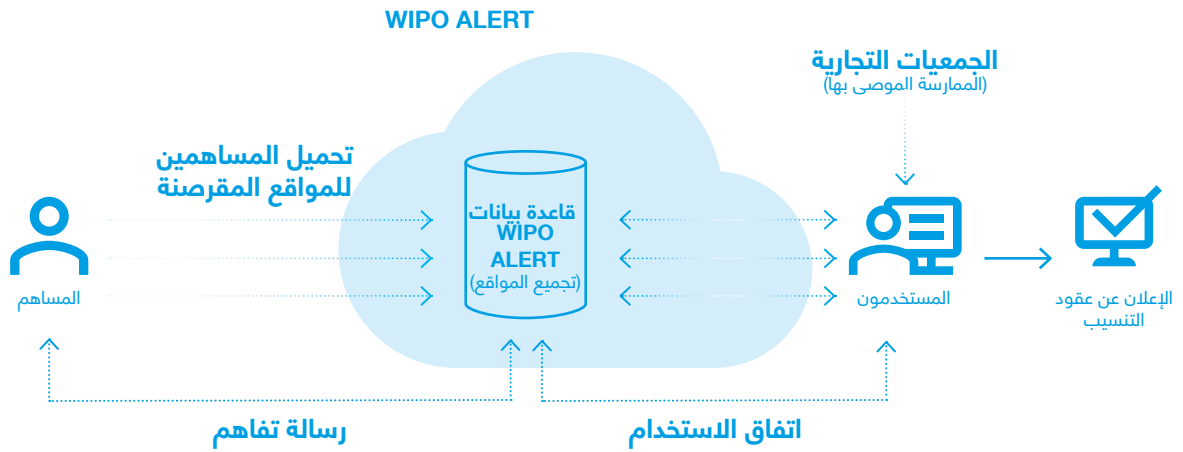 WIPO ALERT
الجمعيات التجارية
(الممارسة الموصى بها)
تحميل المساهمين
للمواقع المقرصنة
قاعدة بيانات
WIPO
ALERT
(تجميع المواقع)
المساهم
المستخدمون
الإعلان عن عقود
التنسيب
رسالة تفاهم
اتفاق الاستخدام